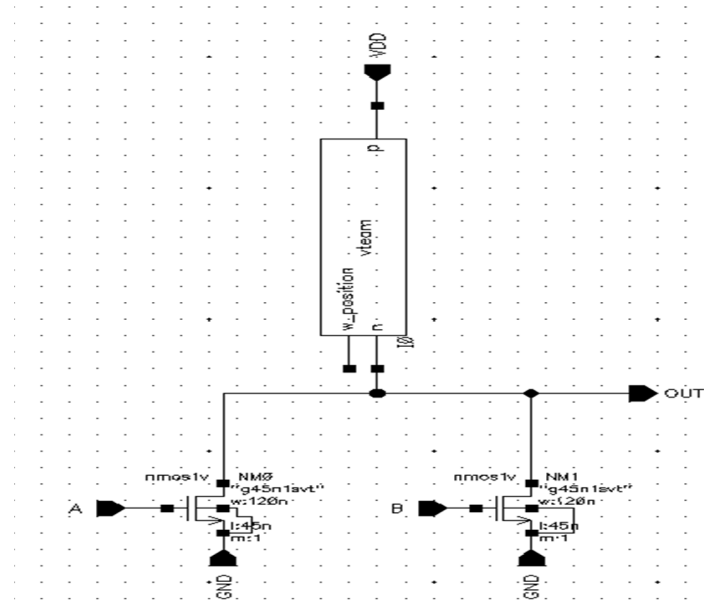 VDD
p
vteam
w_position
n
I0
OUT
nmos1v NM0
"g45n1svt"
w:120n
A
l:45n
m:1
GND
nmos1v NM1
"g45n1svt"
w:120n
B
l:45n
m:1
GND